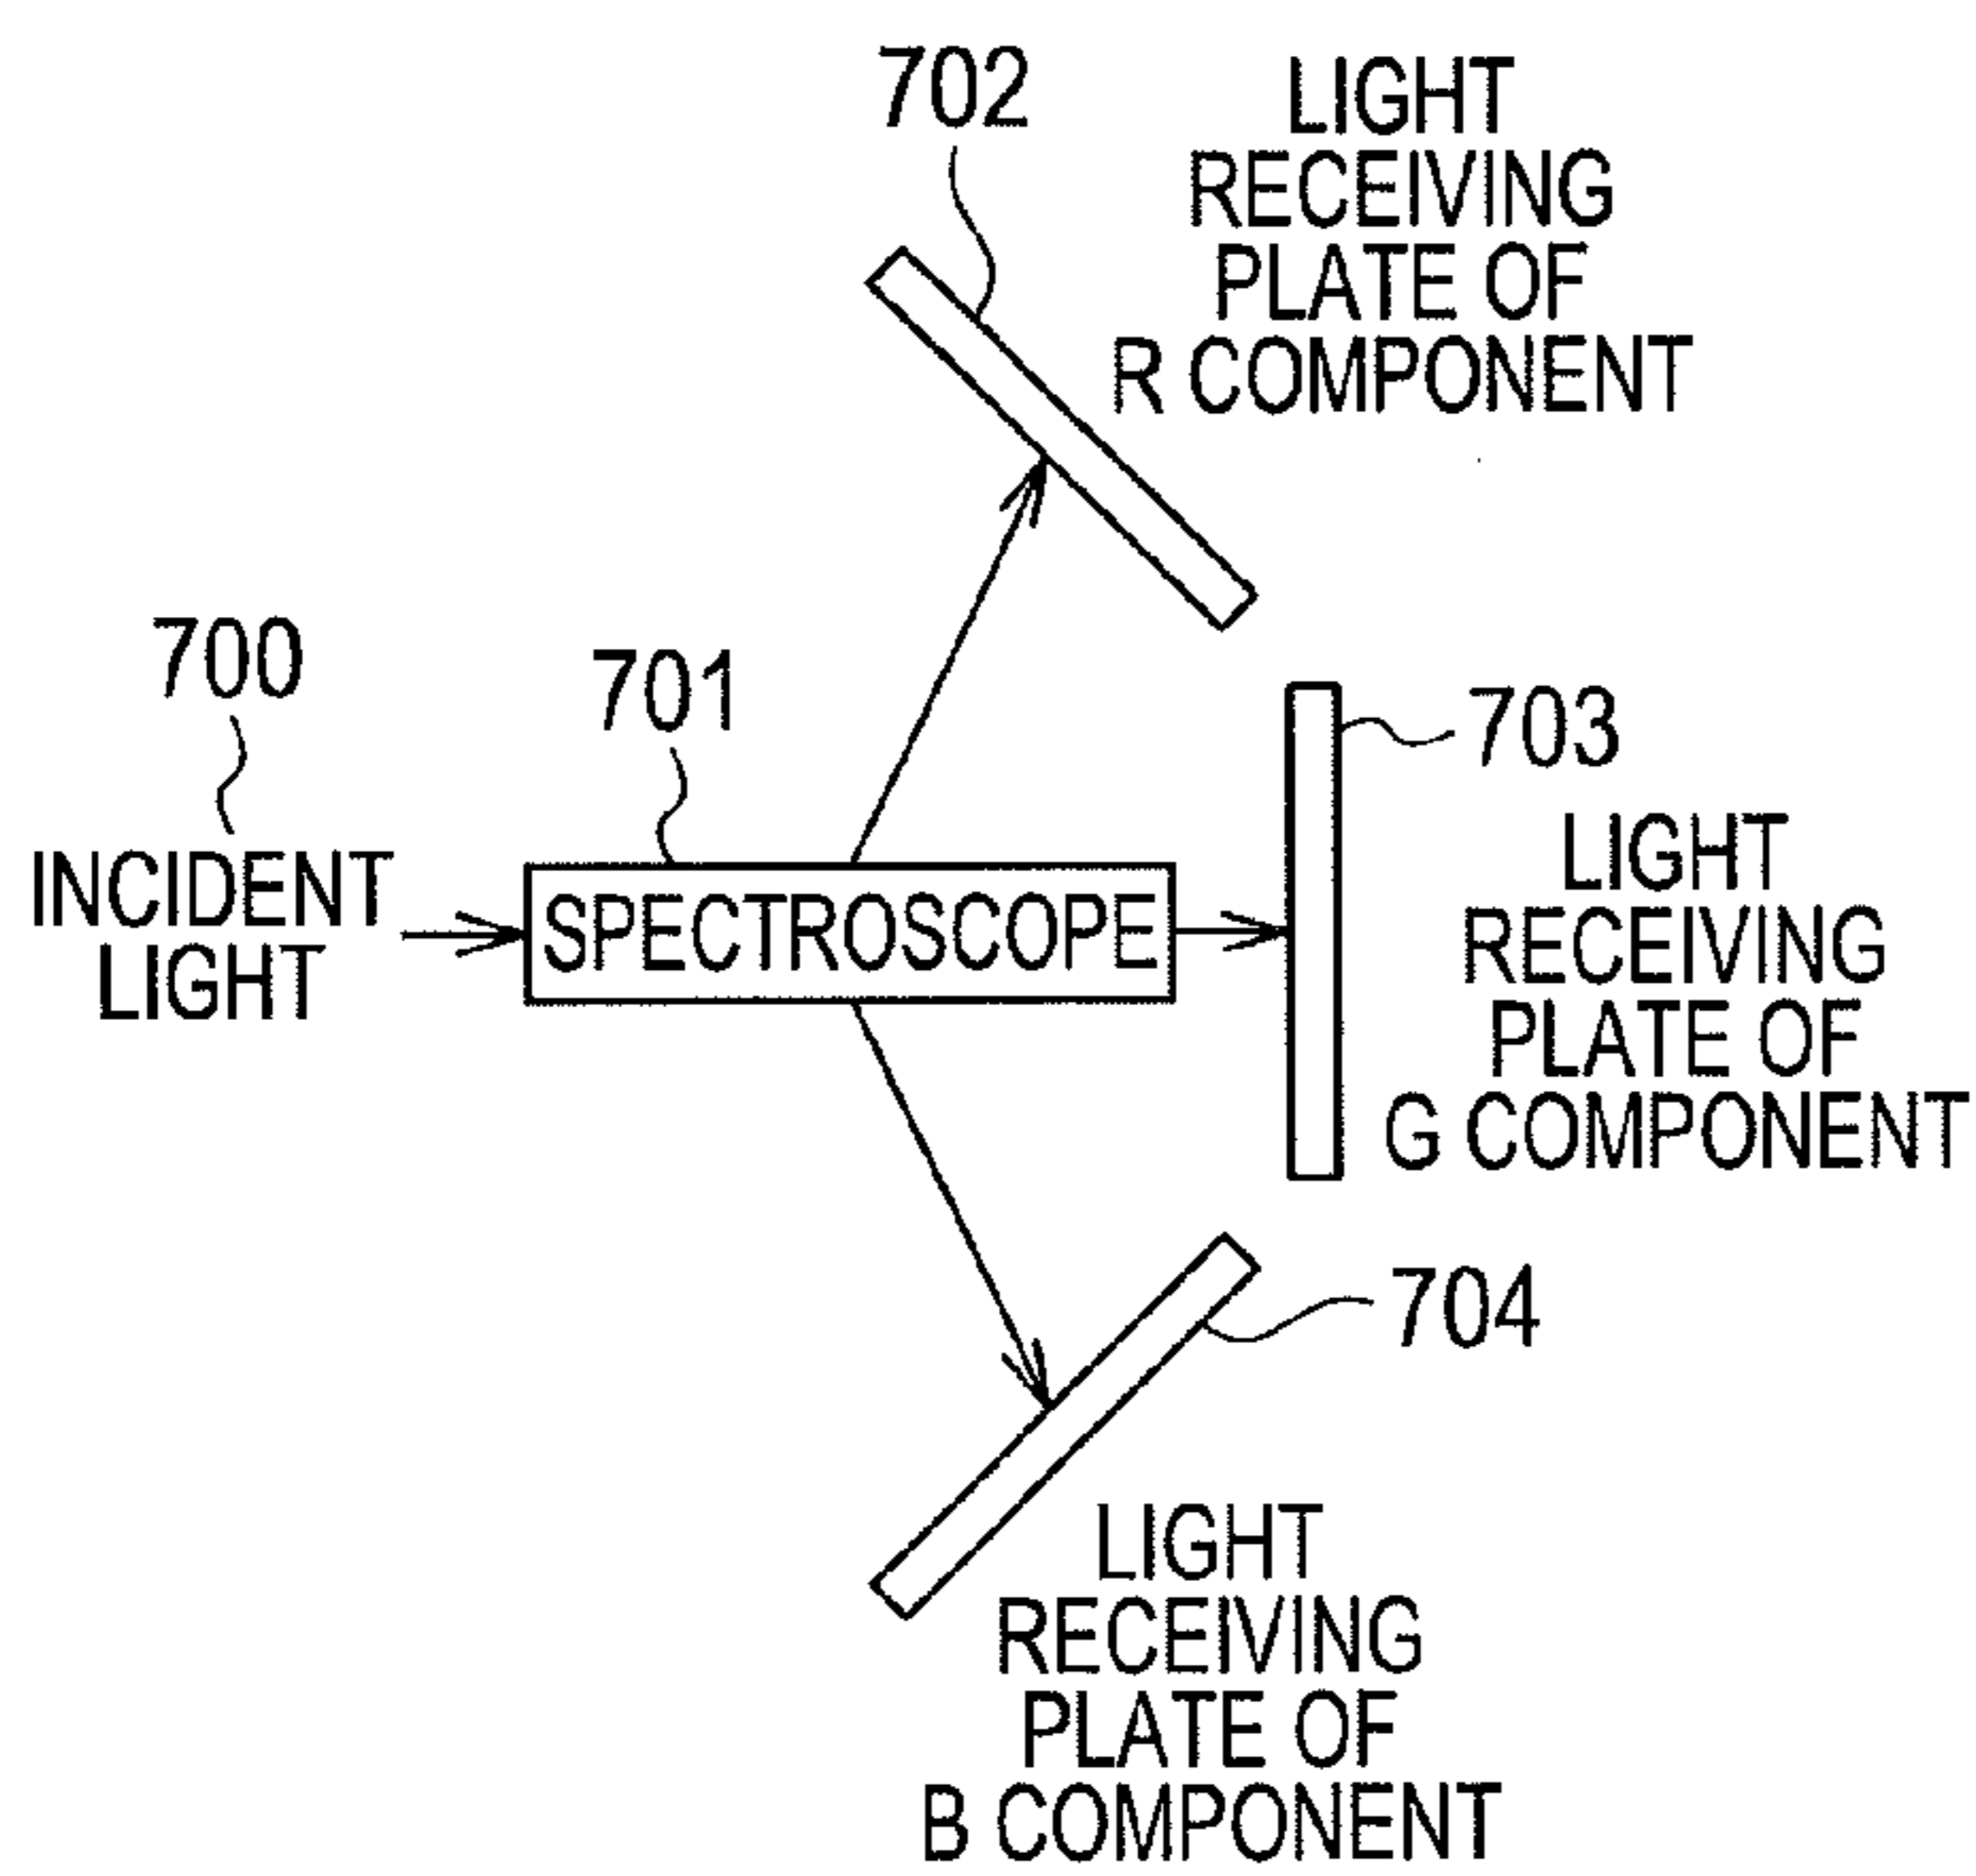 702
LIGHT
RECEIVING
PLATE OF
R COMPONENT
700
701
703
INCIDENT
LIGHT
SPECTROSCOPE
LIGHT
RECEIVING
PLATE OF
G COMPONENT
704
LIGHT
RECEIVING
PLATE OF
B COMPONENT